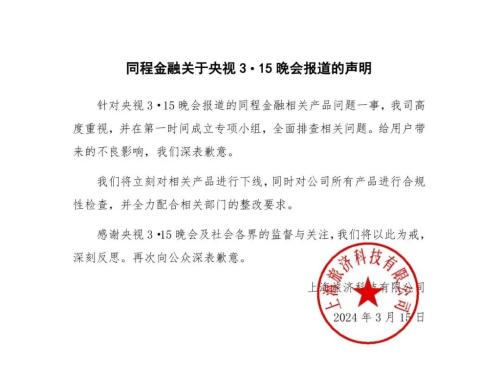 同程金融关于央视 3·15 晚会报道的声明
针对央视 3·15 晚会报道的同程金融相关产品问题一事，我司高
度重视，并在第一时间成立专项小组，全面排查相关问题。给用户带
来的不良影响，我们深表歉意。
我们将立刻对相关产品进行下线，同时对公司所有产品进行合规
性检查，并全力配合相关部门的整改要求。
感谢央视 3·15 晚会及社会各界的监督与关注，我们将以此为戒，
深刻反思。再次向公众深表歉意。
上海旅济科技有限公司
上海旅济科技有限公司
2024 年 3 月 15 日